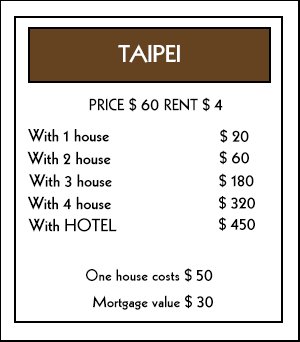 TAIPEI
PRICE $ 60 RENT $ 4
With 1 house $ 20
With 2 house $ 60
With 3 house $ 180
With 4 house $ 320
With HOTEL $ 450
One house costs $ 50
Mortgage value $ 30